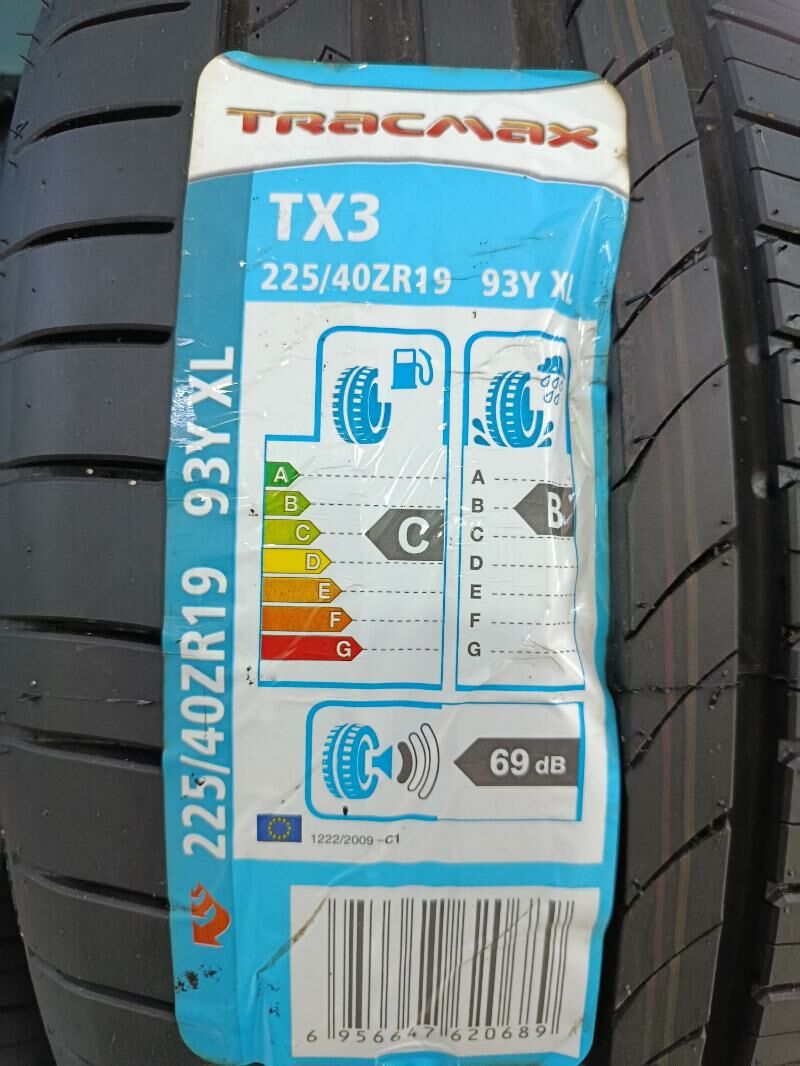 TRacmax
TX3
225/40ZR19 93Y XL
225/40ZR19 93Y XL
A
B
C
D
E
F
G
C
A
B
C
D
E
F
G
B
69 dB
1222/2009 -C1
6 956647 620689